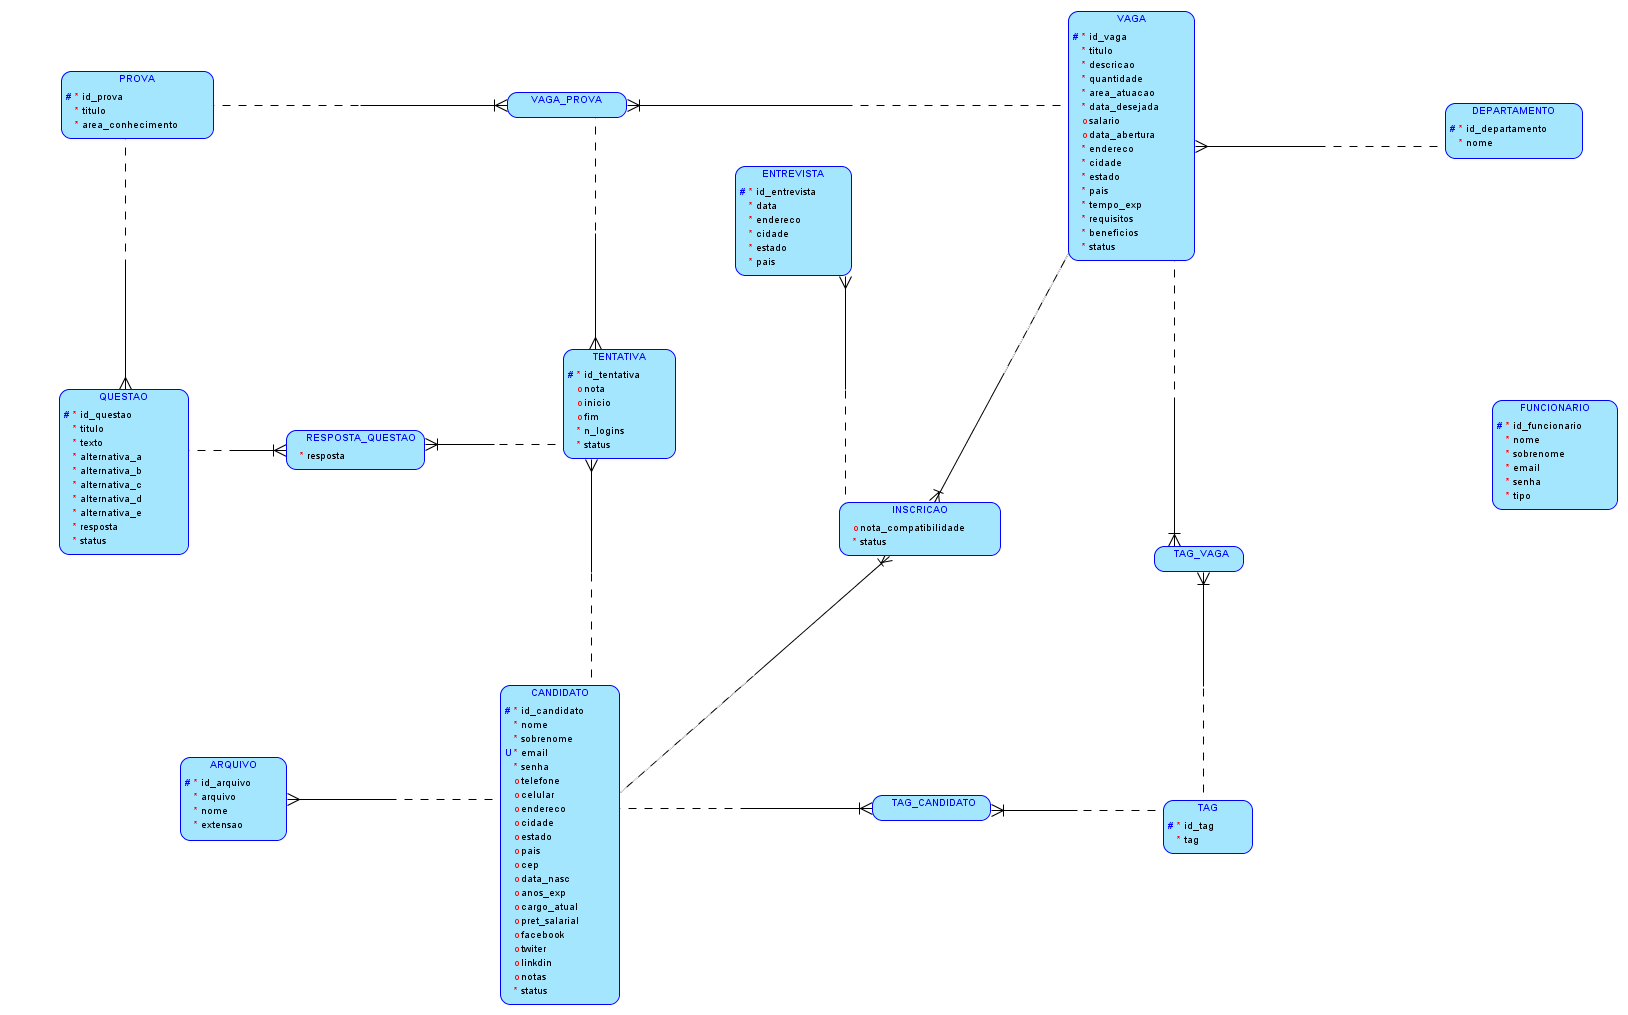 VAGA
# * id_vaga
* titulo
* descricao
* quantidade
* area_atuacao
* data_desejada
o salario
o data_abertura
* endereco
* cidade
* estado
* pais
* tempo_exp
* requisitos
* beneficios
* status
PROVA
# * id_prova
* titulo
* area_conhecimento
VAGA_PROVA
DEPARTAMENTO
# * id_departamento
* nome
ENTREVISTA
# * id_entrevista
* data
* endereco
* cidade
* estado
* pais
TENTATIVA
# * id_tentativa
o nota
o inicio
o fim
* n_logins
* status
QUESTAO
# * id_questao
* titulo
* texto
* alternativa_a
* alternativa_b
* alternativa_c
* alternativa_d
* alternativa_e
* resposta
* status
RESPOSTA_QUESTAO
* resposta
FUNCIONARIO
# * id_funcionario
* nome
* sobrenome
* email
* senha
* tipo
INSCRICAO
o nota_compatibilidade
* status
TAG_VAGA
CANDIDATO
# * id_candidato
* nome
* sobrenome
U * email
* senha
o telefone
o celular
o endereco
o cidade
o estado
o pais
o cep
o data_nasc
o anos_exp
o cargo_atual
o pret_salarial
o facebook
o twiter
o linkdin
o notas
* status
ARQUIVO
# * id_arquivo
* arquivo
* nome
* extensao
TAG_CANDIDATO
TAG
# * id_tag
* tag